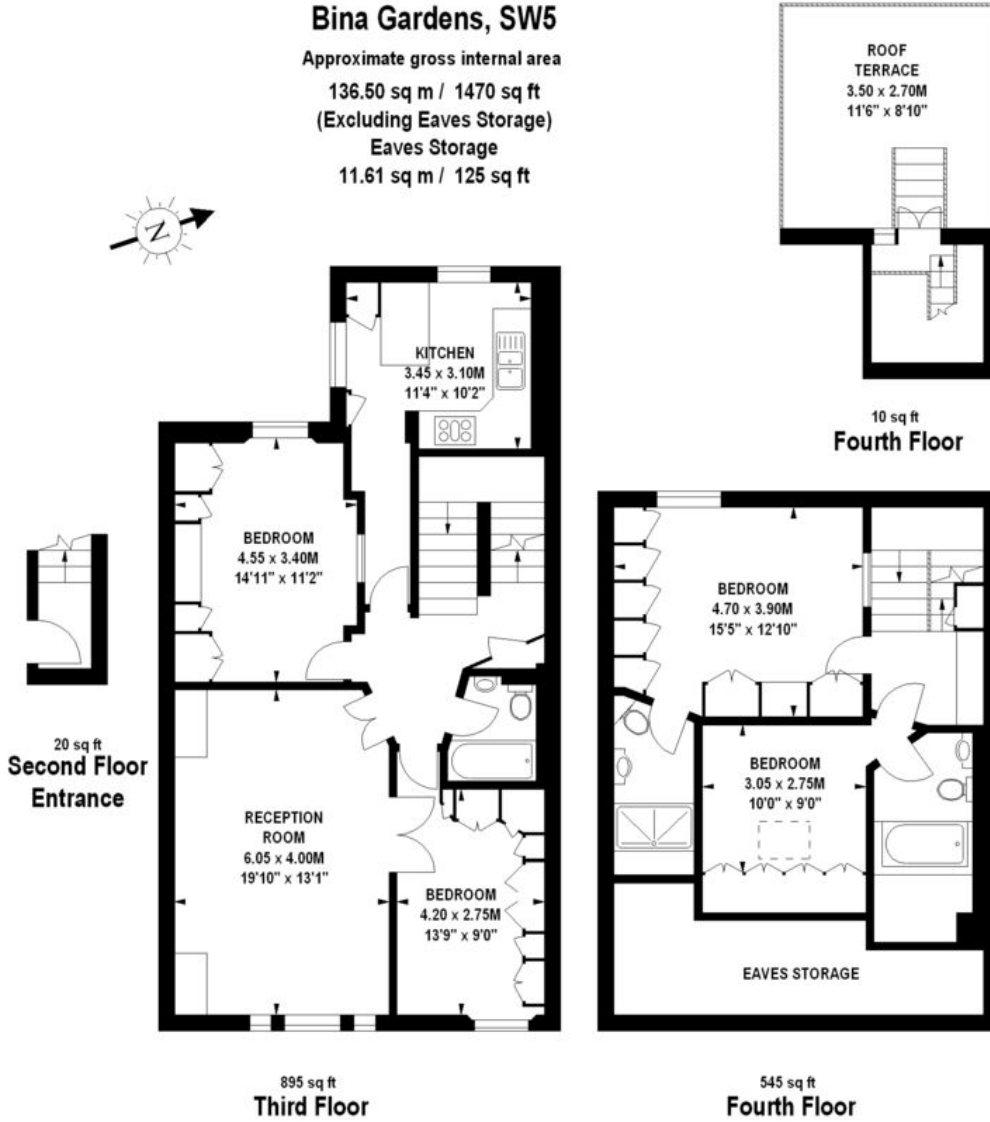 Bina Gardens, SW5
Approximate gross internal area
136.50 sq m / 1470 sq ft
(Excluding Eaves Storage)
Eaves Storage
11.61 sq m / 125 sq ft
N
ROOF
TERRACE
3.50 x 2.70M
11'6" x 8'10"
10 sq ft
Fourth Floor
KITCHEN
3.45 x 3.10M
11'4" x 10'2"
BEDROOM
4.55 x 3.40M
14'11" x 11'2"
20 sq ft
Second Floor
Entrance
RECEPTION
ROOM
6.05 x 4.00M
19'10" x 13'1"
BEDROOM
4.20 x 2.75M
13'9" x 9'0"
895 sq ft
Third Floor
BEDROOM
4.70 x 3.90M
15'5" x 12'10"
BEDROOM
3.05 x 2.75M
10'0" x 9'0"
EAVES STORAGE
545 sq ft
Fourth Floor